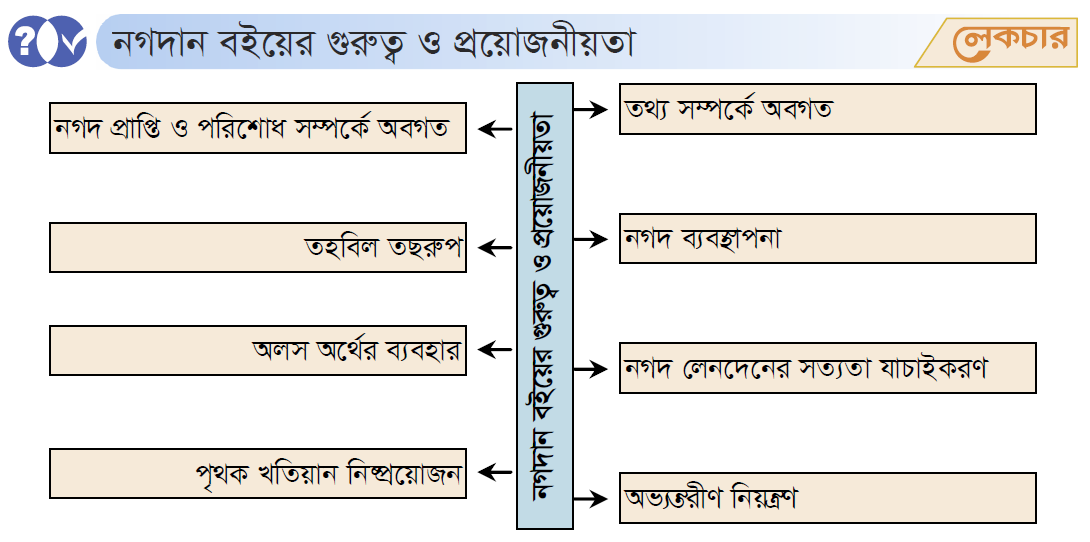 নগদান বইয়ের গুরুত্ব ও প্রয়োজনীয়তা
লেকচার
নগদ প্রাপ্তি ও পরিশোধ সম্পর্কে অবগত
তহবিল তছরুপ
অলস অর্থের ব্যবহার
পৃথক খতিয়ান নিষ্প্রয়োজন
নগদান বইয়ের গুরুত্ব ও প্রয়োজনীয়তা
তথ্য সম্পর্কে অবগত
নগদ ব্যবস্থাপনা
নগদ লেনদেনের সত্যতা যাচাইকরণ
অভ্যন্তরীণ নিয়ন্ত্রণ